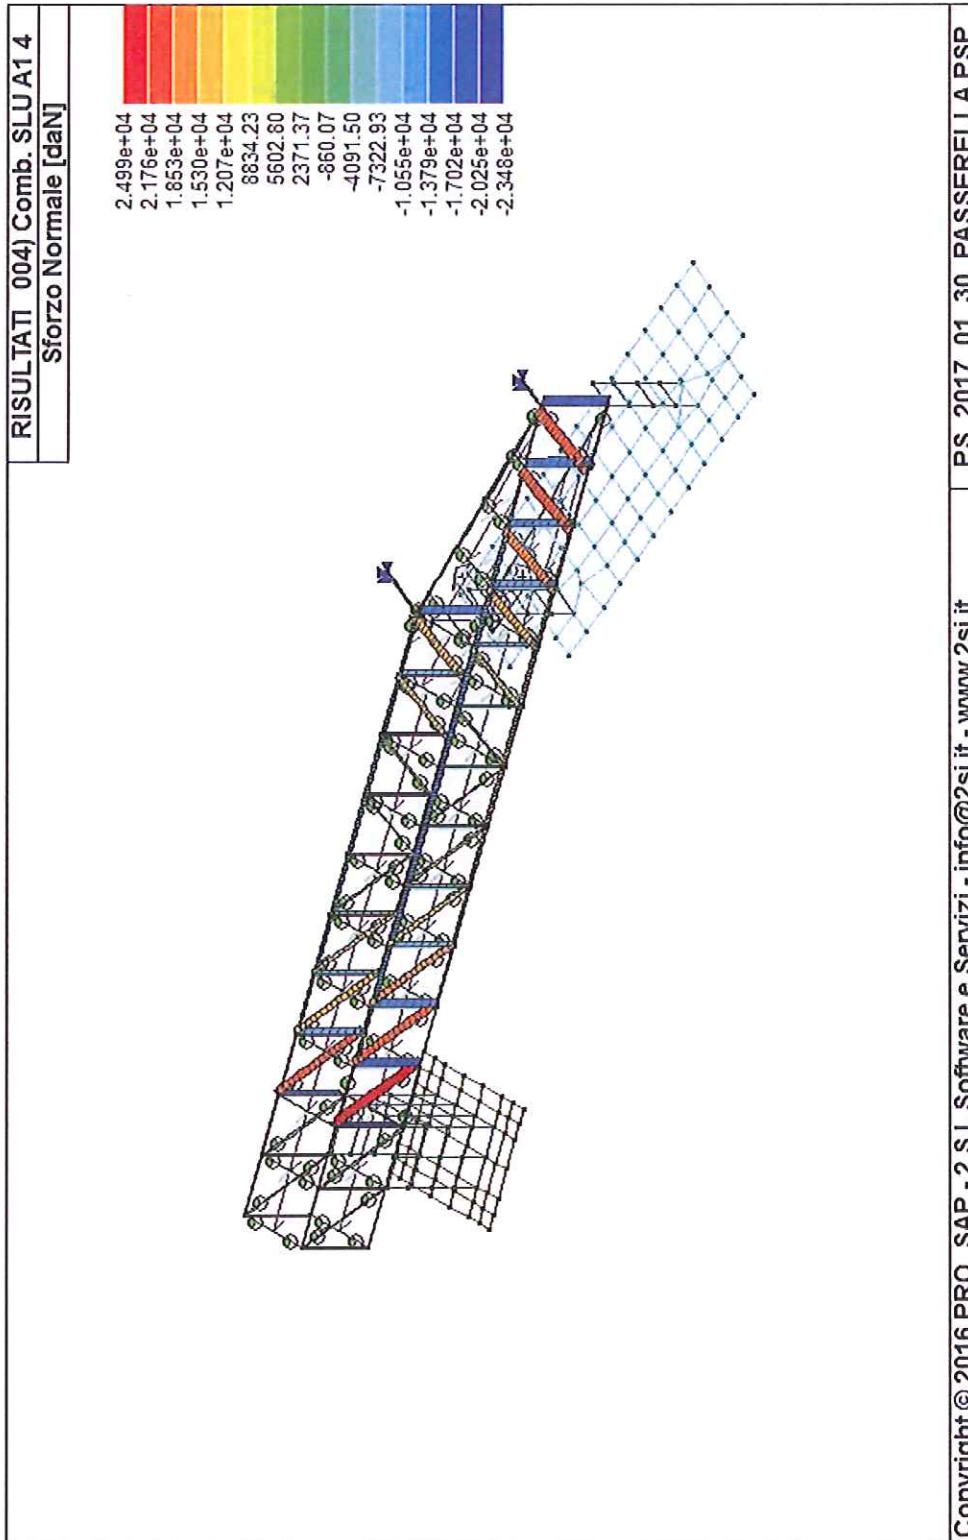 RISULTATI 004) Comb. SLU A1 4
Sforzo Normale [daN]
2.499e+04
2.176e+04
1.853e+04
1.530e+04
1.207e+04
8834.23
5602.80
2371.37
-860.07
-4091.50
-7322.93
-1.055e+04
-1.379e+04
-1.702e+04
-2.025e+04
-2.348e+04
Copyright © 2016 PRO_SAP - 2 S.I. Software e Servizi - info@2si.it - www.2si.it
PS_2017_01_30_PASSERELLA.PSP